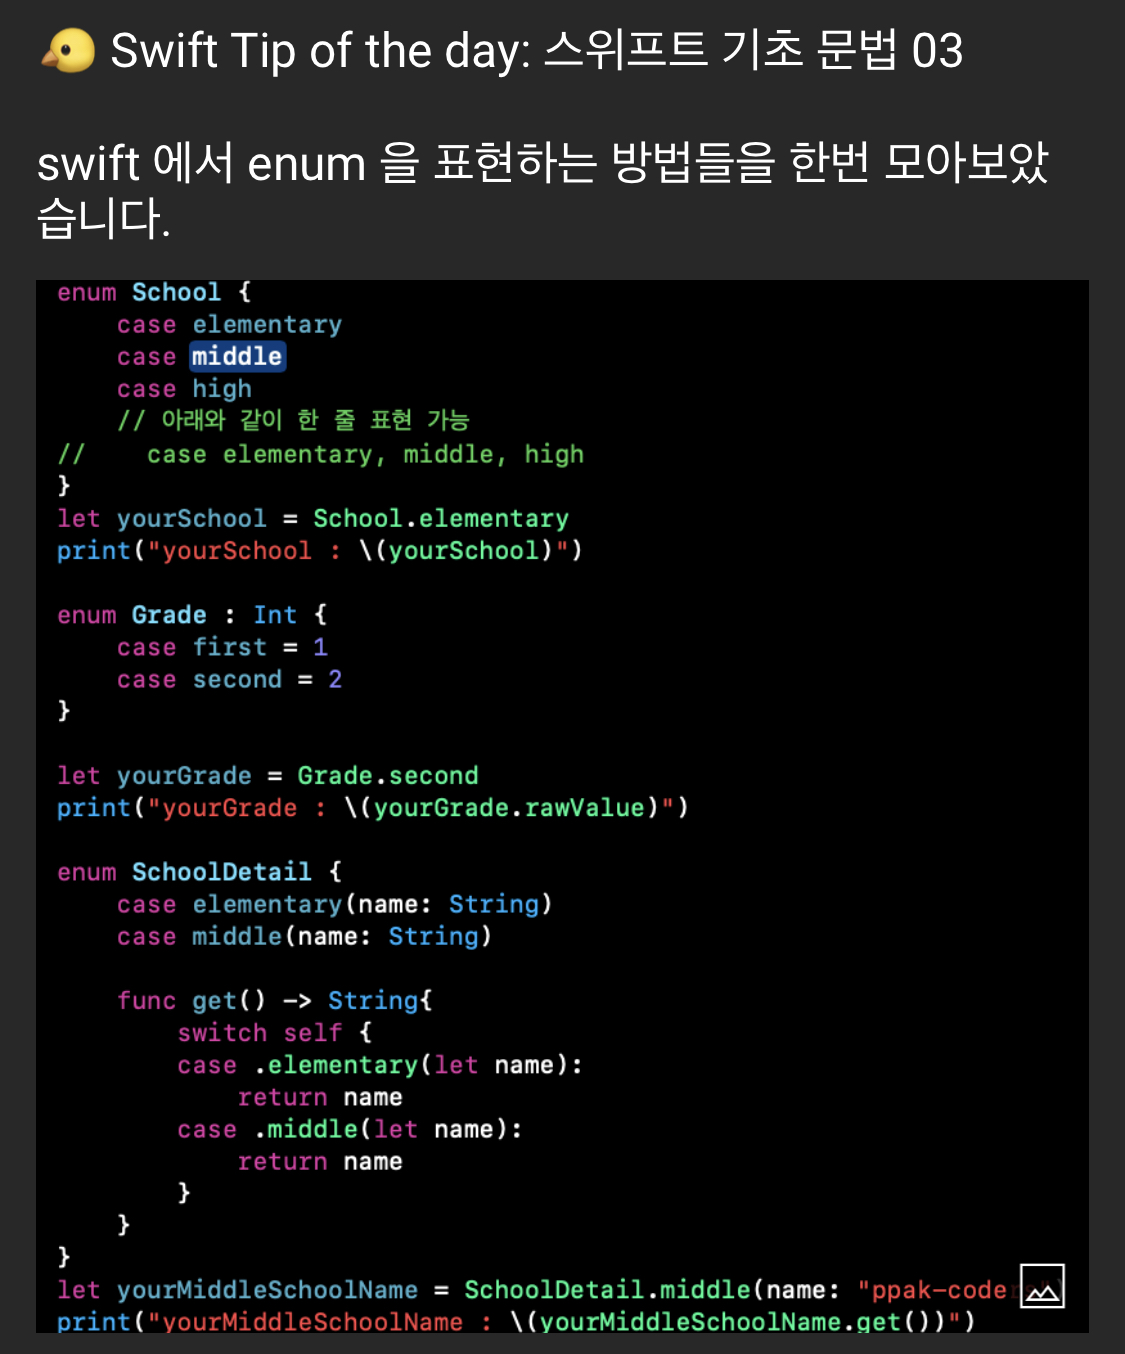 🐤 Swift Tip of the day: 스위프트 기초 문법 03
swift 에서 enum 을 표현하는 방법들을 한번 모아보았
습니다.
enum School {
    case elementary
    case middle
    case high
    // 아래와 같이 한 줄 표현 가능
//    case elementary, middle, high
}
let yourSchool = School.elementary
print("yourSchool : \(yourSchool)")
enum Grade : Int {
    case first = 1
    case second = 2
}
let yourGrade = Grade.second
print("yourGrade : \(yourGrade.rawValue)")
enum SchoolDetail {
    case elementary(name: String)
    case middle(name: String)
    func get() -> String{
        switch self {
        case .elementary(let name):
            return name
        case .middle(let name):
            return name
        }
    }
}
let yourMiddleSchoolName = SchoolDetail.middle(name: "ppak-code
print("yourMiddleSchoolName : \(yourMiddleSchoolName.get())")